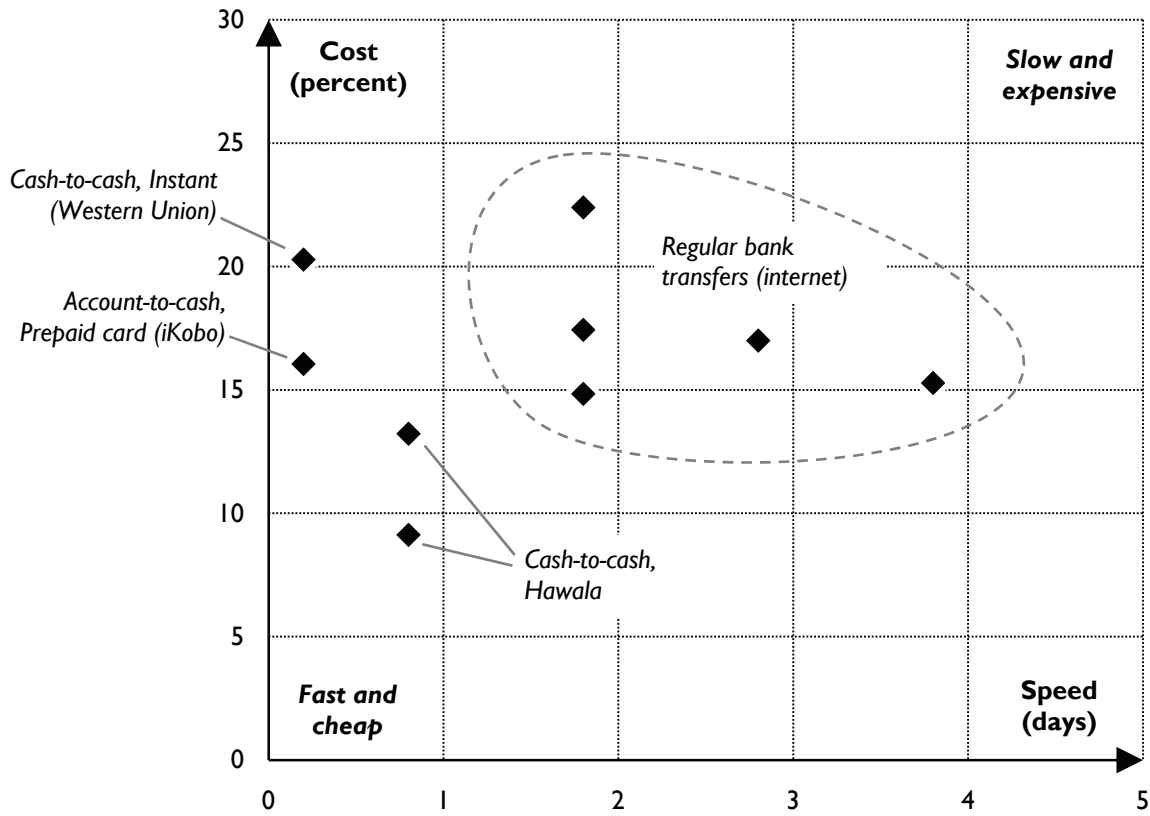 30
Cost
(percent)
Slow and
expensive
25
Cash-to-cash, Instant
(Western Union)
Regular bank
transfers (internet)
20
Account-to-cash,
Prepaid card (iKobo)
15
10
Cash-to-cash,
Hawala
5
Fast and
cheap
Speed
(days)
0
0 1 2 3 4 5